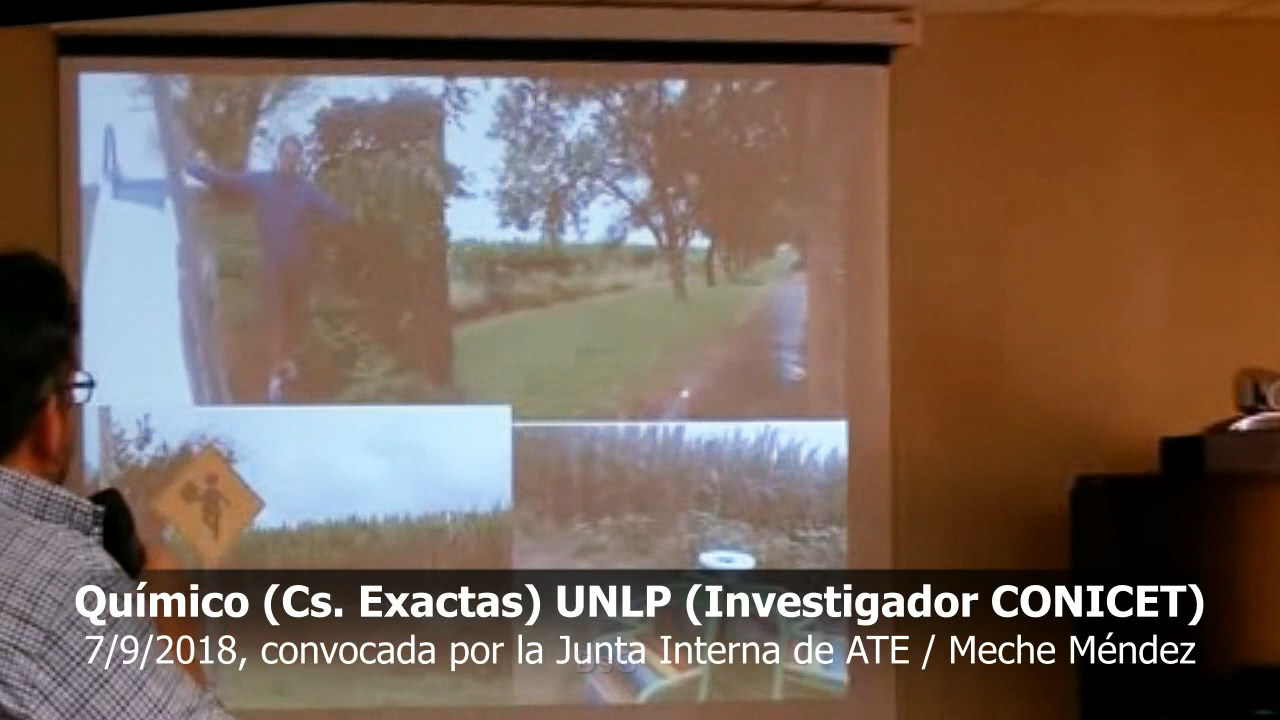 Químico (Cs. Exactas) UNLP (Investigador CONICET)
7/9/2018, convocada por la Junta Interna de ATE / Meche Méndez